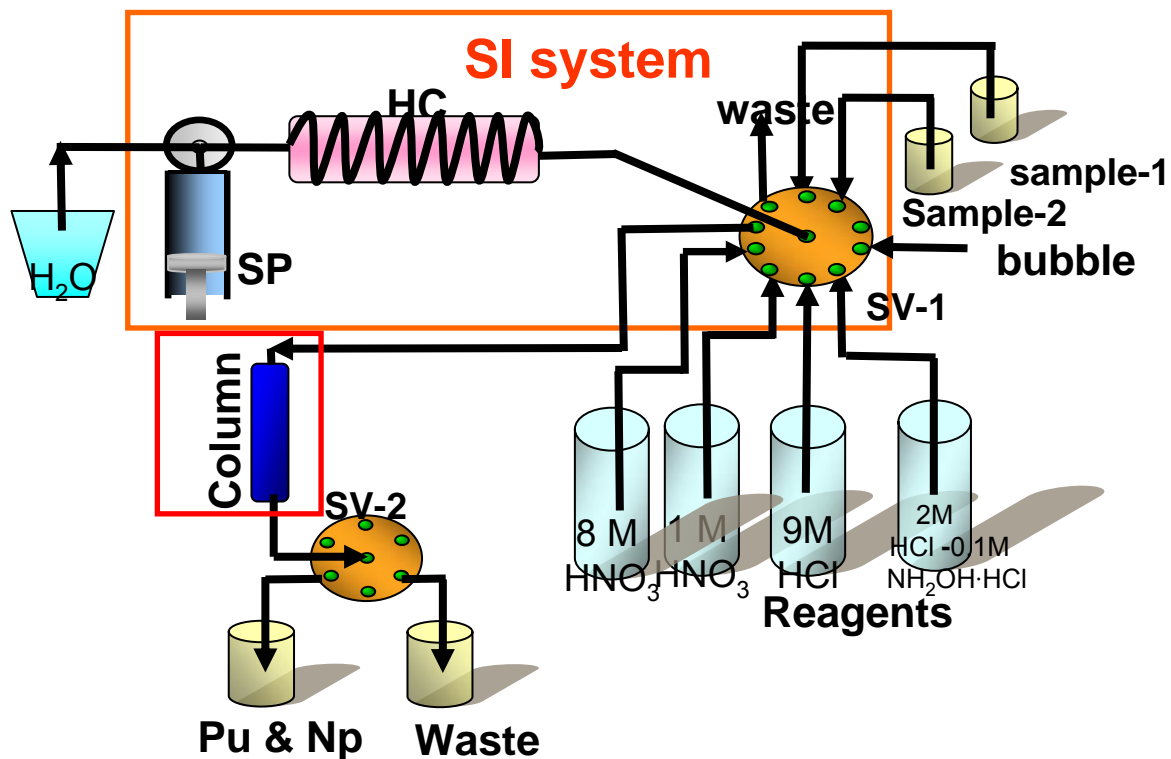 SI system
HC
waste
sample-1
Sample-2
bubble
H₂O
SP
SV-1
Column
SV-2
8 M
HNO₃
1 M
HNO₃
9M
HCl
2M
HCl -0.1M
NH₂OH·HCl
Reagents
Pu & Np
Waste